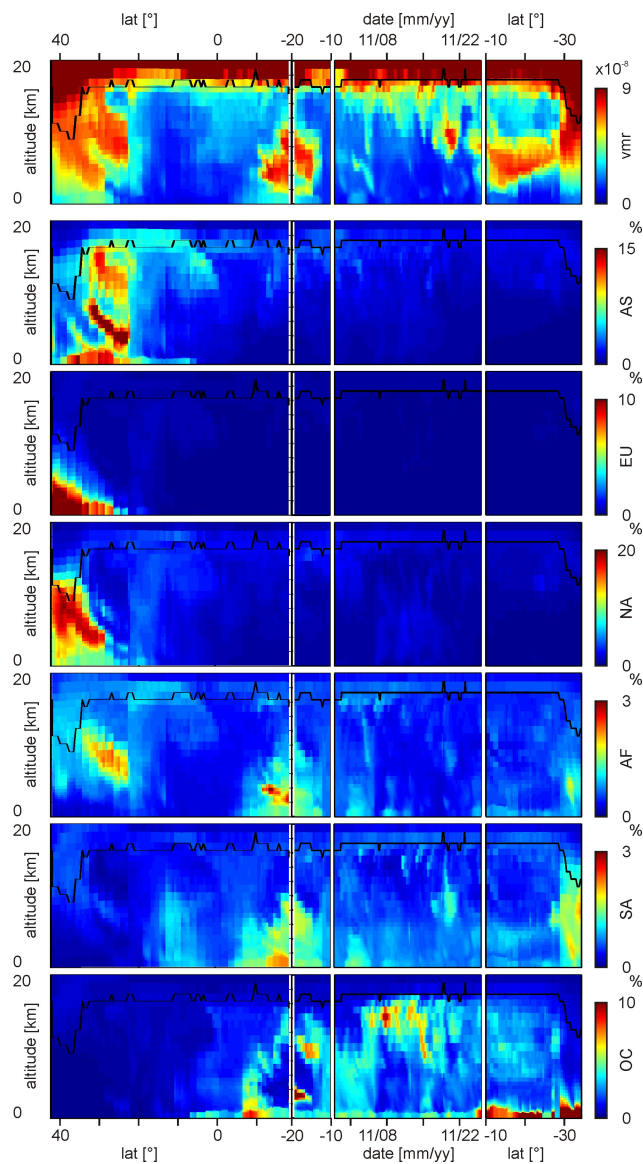 lat [°] date [mm/yy] lat [°]
40 0 -20 -10 11/08 11/22 -10 -30
20 x10⁻⁸
9
altitude [km] vmr
0 0
20 %
15
altitude [km] AS
0 0
20 %
10
altitude [km] EU
0 0
20 %
20
altitude [km] NA
0 0
20 %
3
altitude [km] AF
0 0
20 %
3
altitude [km] SA
0 0
20 %
10
altitude [km] OC
0 0
40 0 -20 -10 11/08 11/22 -10 -30
lat [°] date [mm/yy] lat [°]